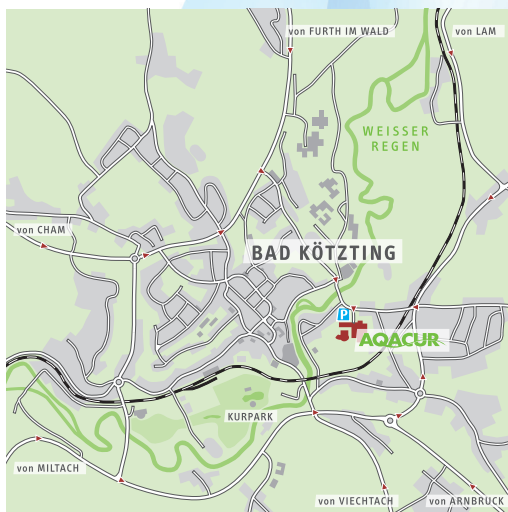 von FURTH IM WALD
von LAM
WEISSER
REGEN
von CHAM
BAD KÖTZTING
P
AQACUR
KURPARK
von MILTACH
von VIECHTACH
von ARNBRUCK